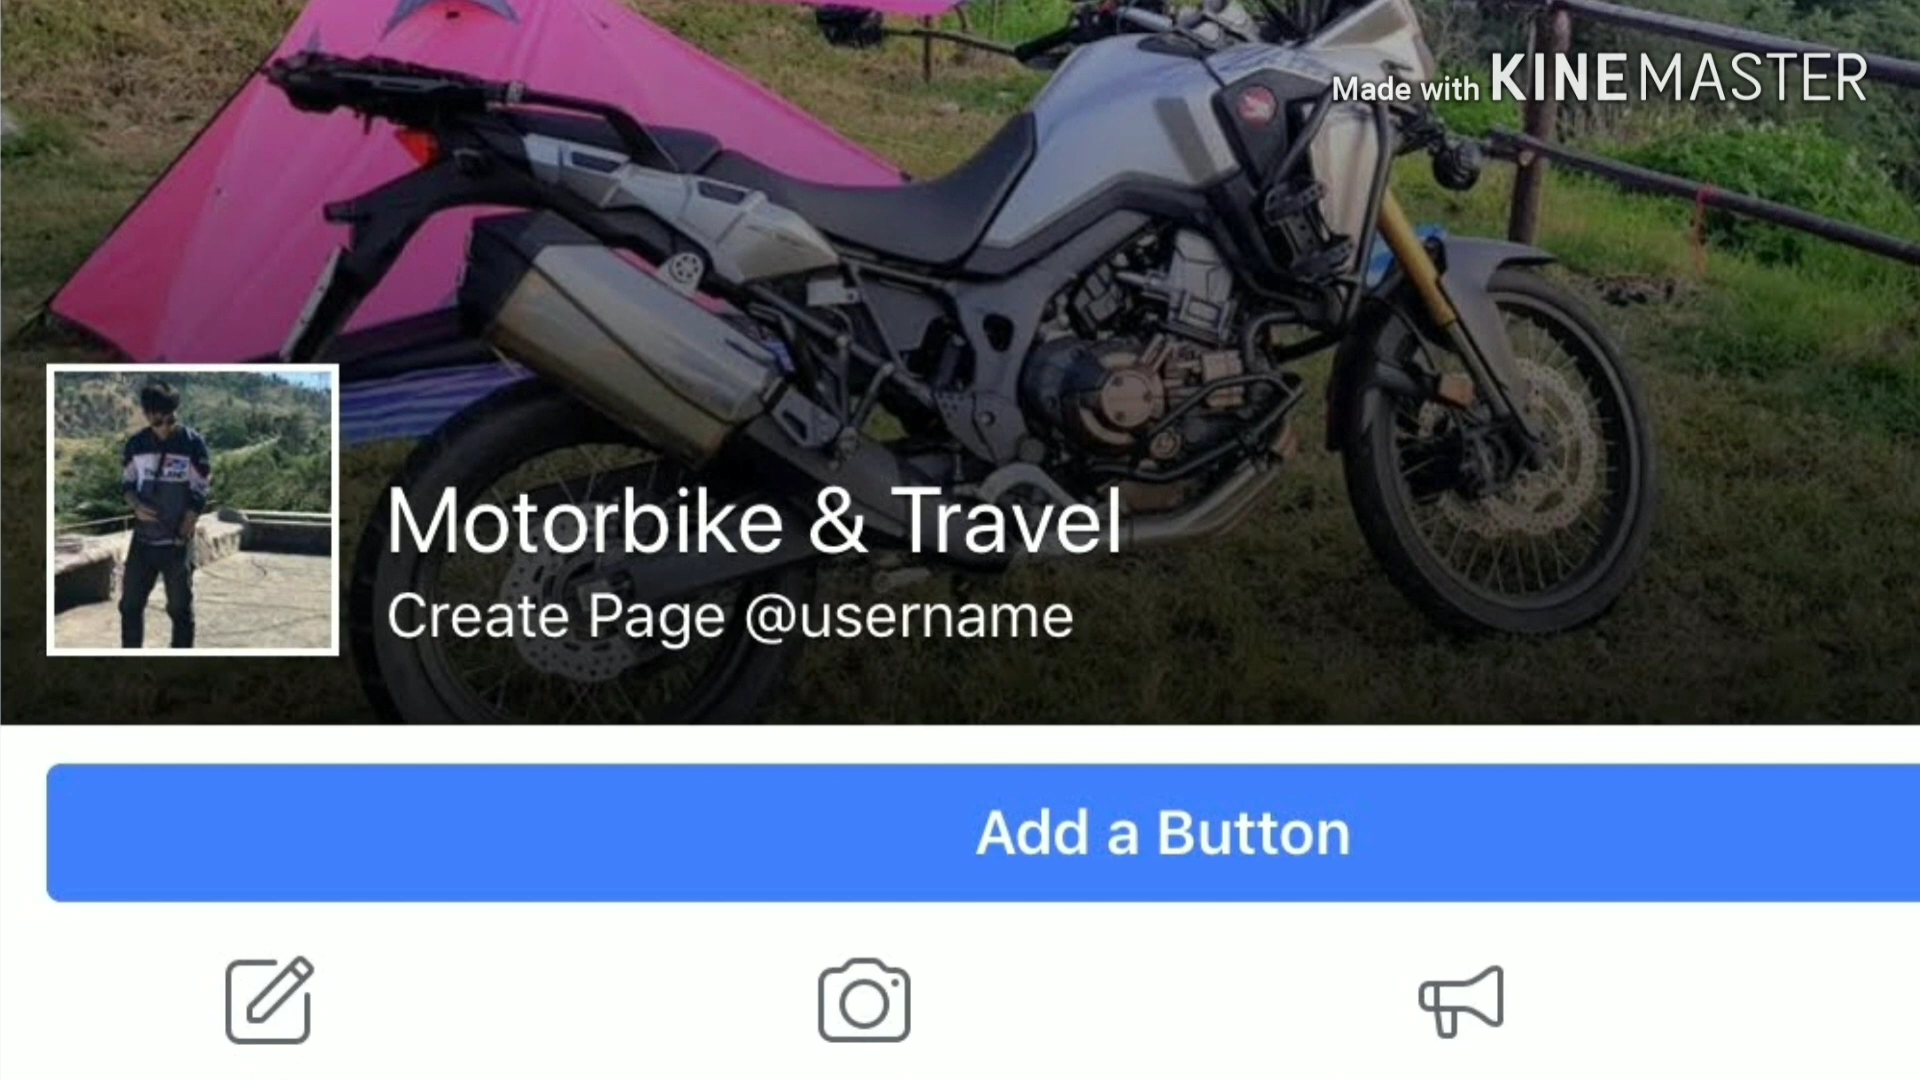 Made with KINEMASTER
Motorbike & Travel
Create Page @username
Add a Button